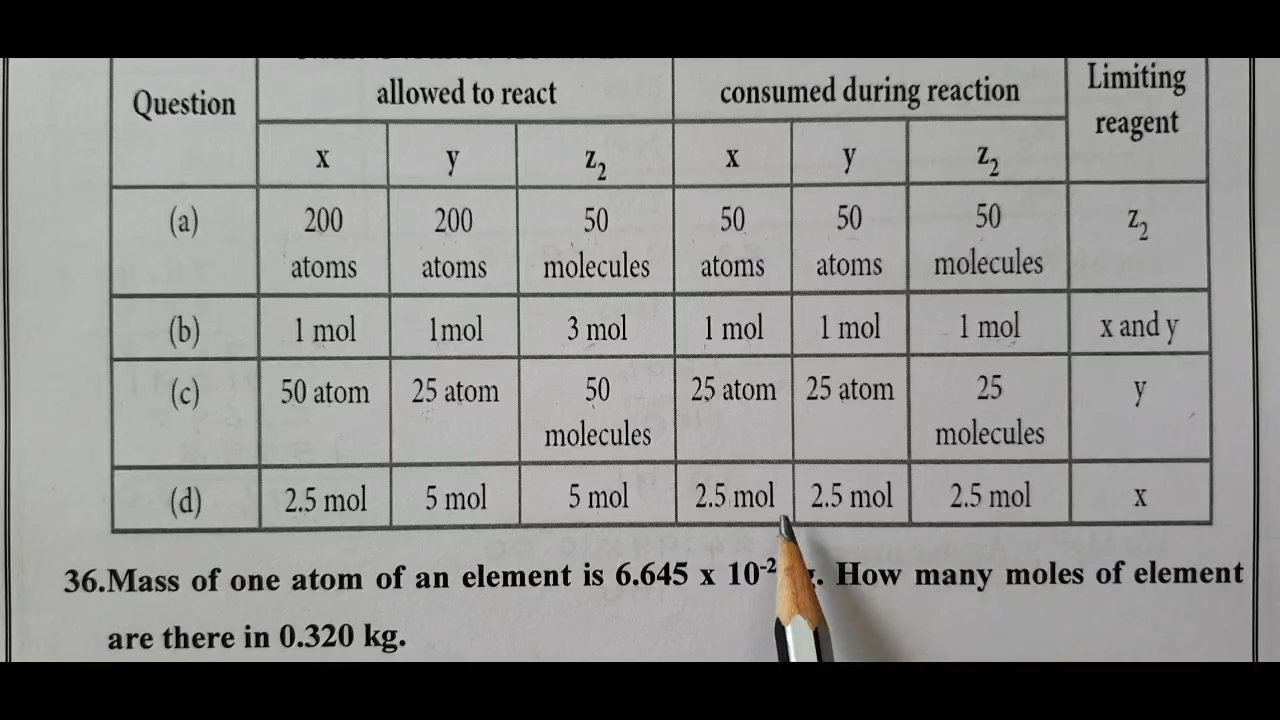 Question
allowed to react
consumed during reaction
Limiting
reagent
x y z₂ x y z₂
(a) 200 200 50 50 50 50 z₂
atoms atoms molecules atoms atoms molecules
(b) 1 mol 1mol 3 mol 1 mol 1 mol 1 mol x and y
(c) 50 atom 25 atom 50 25 atom 25 atom 25 y
molecules molecules
(d) 2.5 mol 5 mol 5 mol 2.5 mol 2.5 mol 2.5 mol x
36.Mass of one atom of an element is 6.645 x 10 How many moles of element
are there in 0.320 kg.